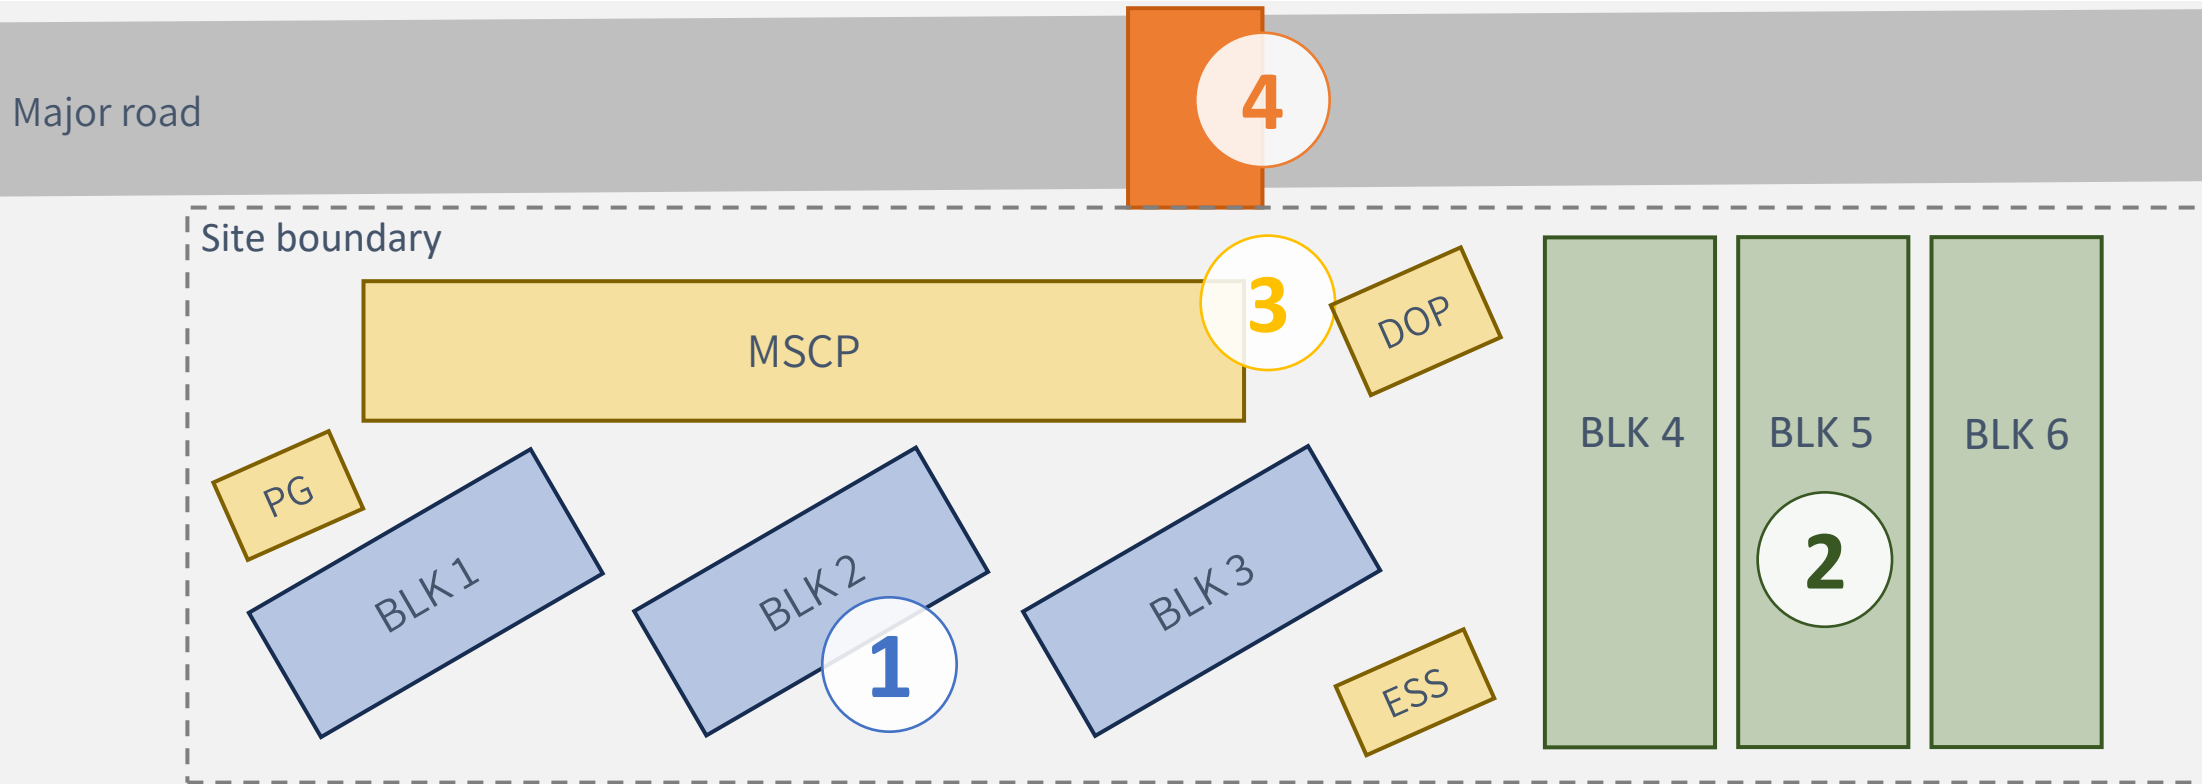 4
Major road
Site boundary
3
DOP
MSCP
BLK 4
BLK 5
BLK 6
PG
BLK 1
BLK 2
BLK 3
2
1
ESS